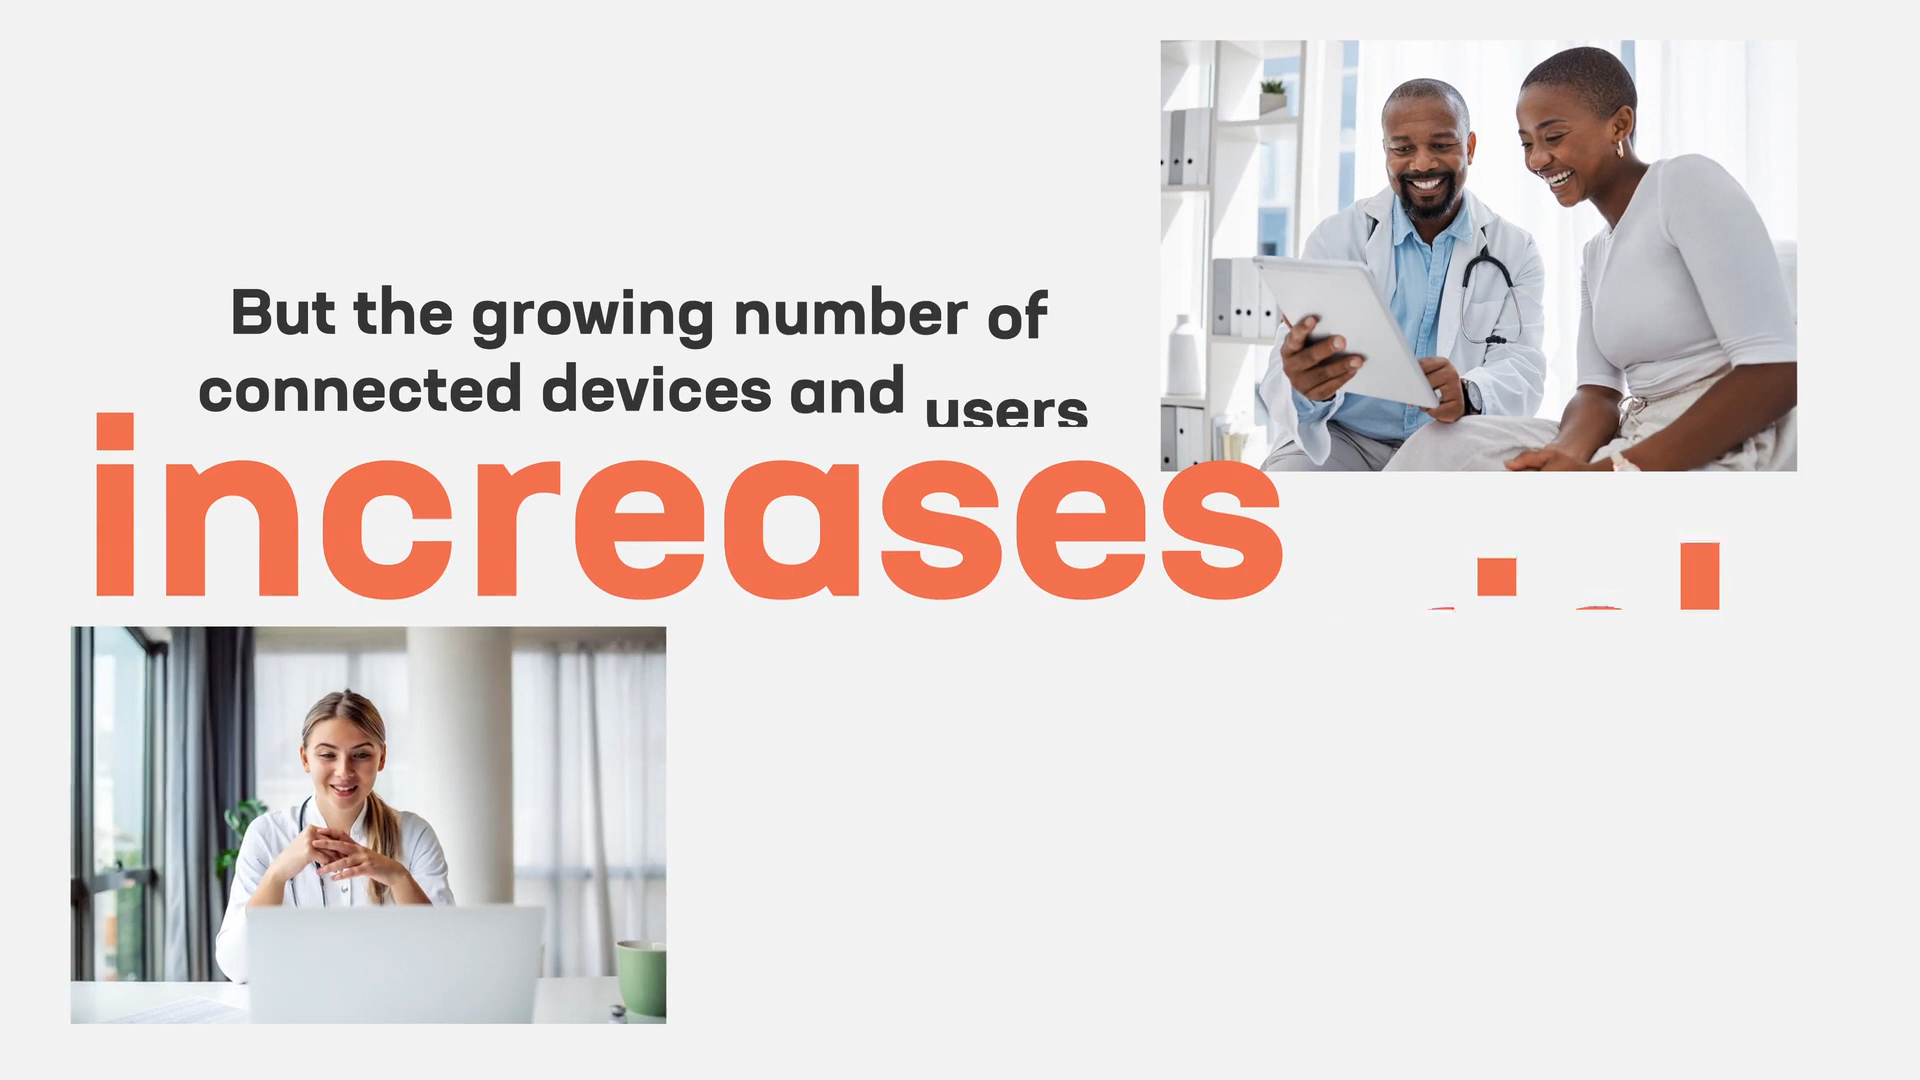 But the growing number of
connected devices and users
increases